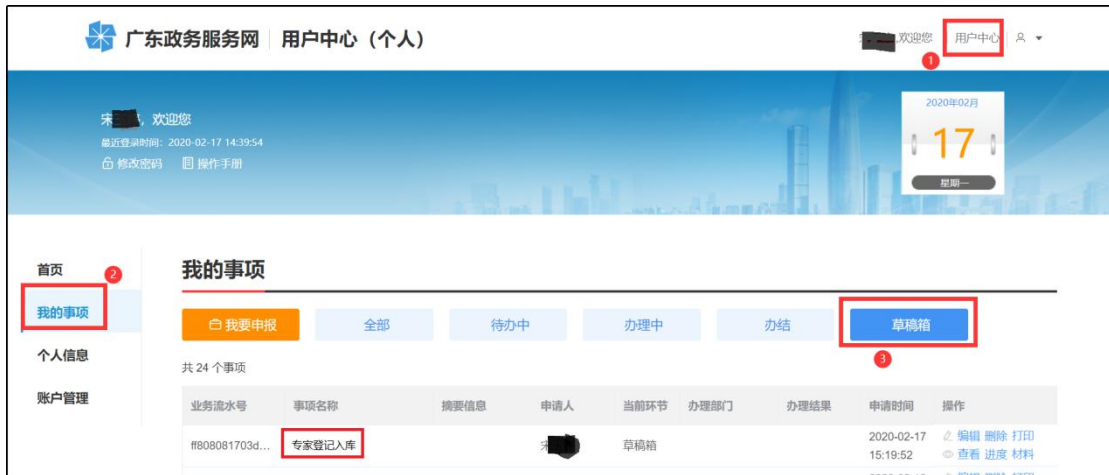 广东政务服务网 用户中心（个人）
欢迎您 用户中心
1
宋 ，欢迎您
最近登录时间：2020-02-17 14:39:54
修改密码 操作手册
2020年02月
17
星期一
首页
2
我的事项
个人信息
账户管理
我的事项
我要申报 全部 待办中 办理中 办结 草稿箱
3
共 24 个事项
业务流水号 事项名称 摘要信息 申请人 当前环节 办理部门 办理结果 申请时间 操作
ff808081703d... 专家登记入库 草稿箱 2020-02-17 编辑 删除 打印
15:19:52 查看 进度 材料